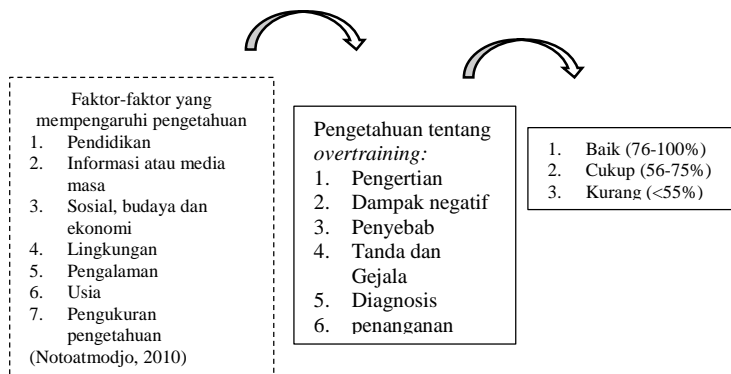 Faktor-faktor yang
mempengaruhi pengetahuan
1. Pendidikan
2. Informasi atau media
masa
3. Sosial, budaya dan
ekonomi
4. Lingkungan
5. Pengalaman
6. Usia
7. Pengukuran
pengetahuan
(Notoatmodjo, 2010)
Pengetahuan tentang
overtraining:
1. Pengertian
2. Dampak negatif
3. Penyebab
4. Tanda dan
Gejala
5. Diagnosis
6. penanganan
1. Baik (76-100%)
2. Cukup (56-75%)
3. Kurang (<55%)